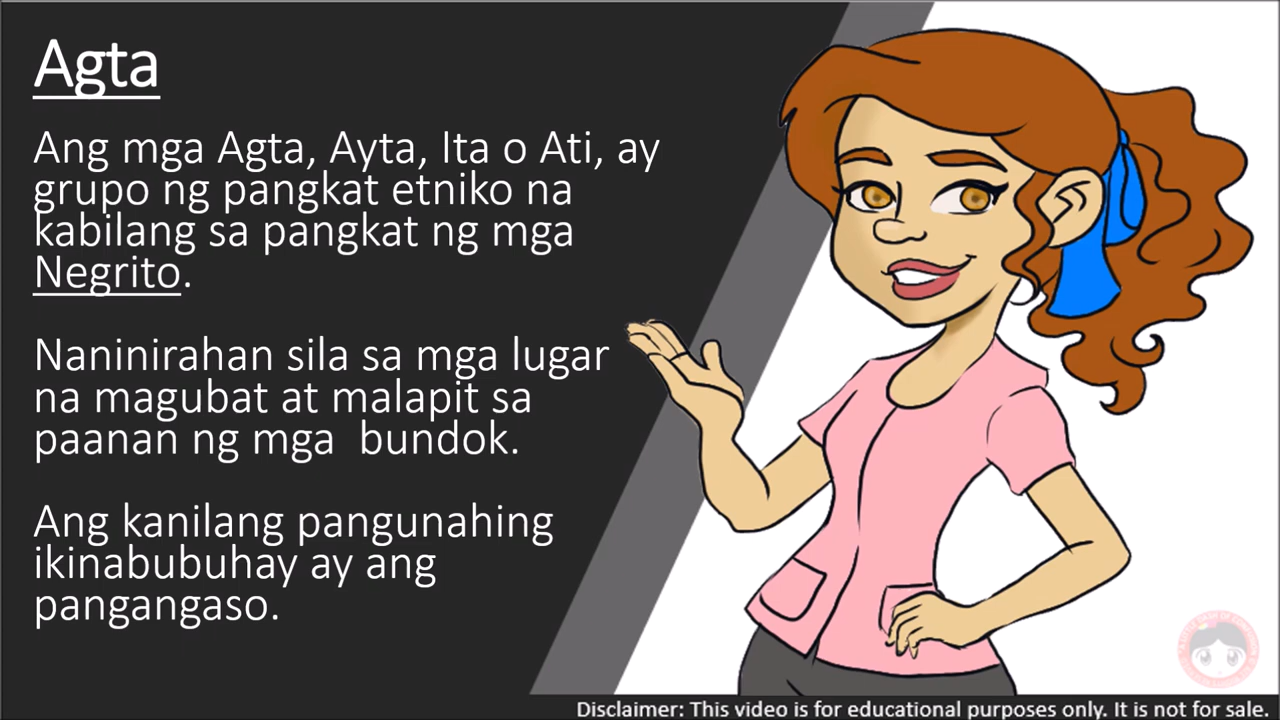 Agta
Ang mga Agta, Ayta, Ita o Ati, ay
grupo ng pangkat etniko na
kabilang sa pangkat ng mga
Negrito.
Naninirahan sila sa mga lugar
na magubat at malapit sa
paanan ng mga bundok.
Ang kanilang pangunahing
ikinabubuhay ay ang
pangangaso.
Disclaimer: This video is for educational purposes only. It is not for sale.